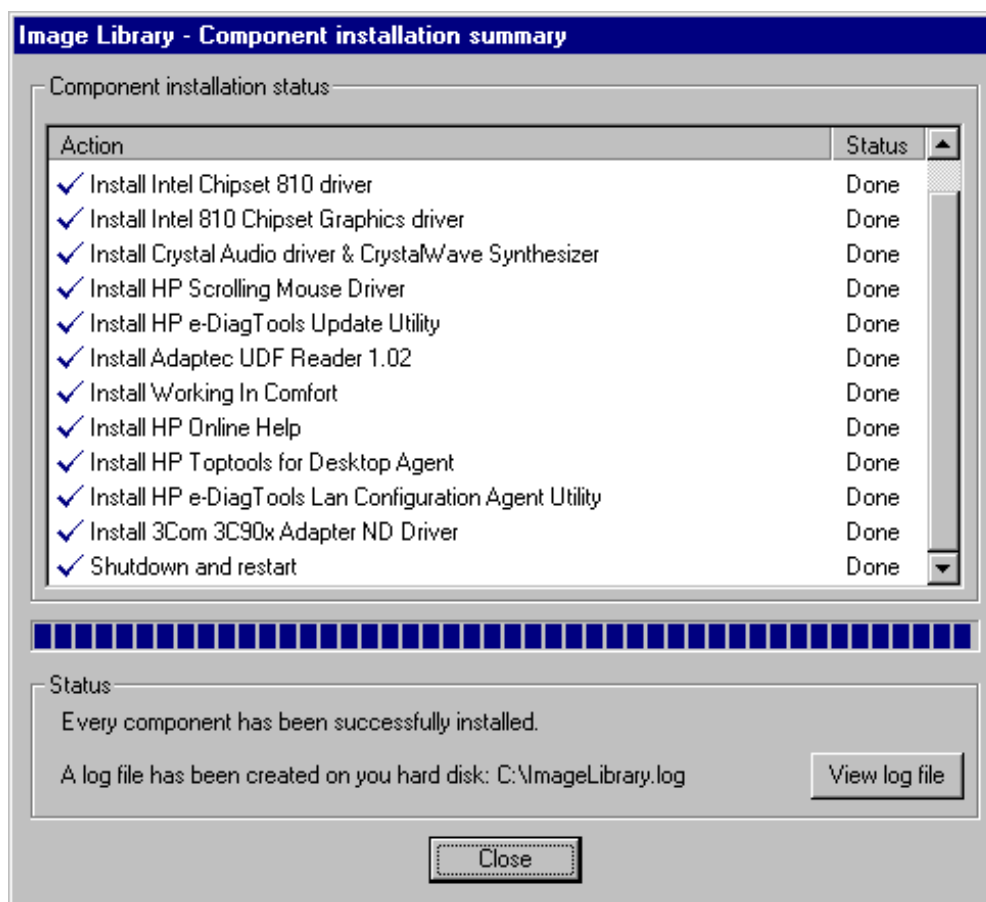 Image Library - Component installation summary
Component installation status
Action Status
Install Intel Chipset 810 driver Done
Install Intel 810 Chipset Graphics driver Done
Install Crystal Audio driver & CrystalWave Synthesizer Done
Install HP Scrolling Mouse Driver Done
Install HP e-DiagTools Update Utility Done
Install Adaptec UDF Reader 1.02 Done
Install Working In Comfort Done
Install HP Online Help Done
Install HP Toptools for Desktop Agent Done
Install HP e-DiagTools Lan Configuration Agent Utility Done
Install 3Com 3C90x Adapter ND Driver Done
Shutdown and restart Done
Status
Every component has been successfully installed.
A log file has been created on you hard disk: C:\ImageLibrary.log View log file
Close